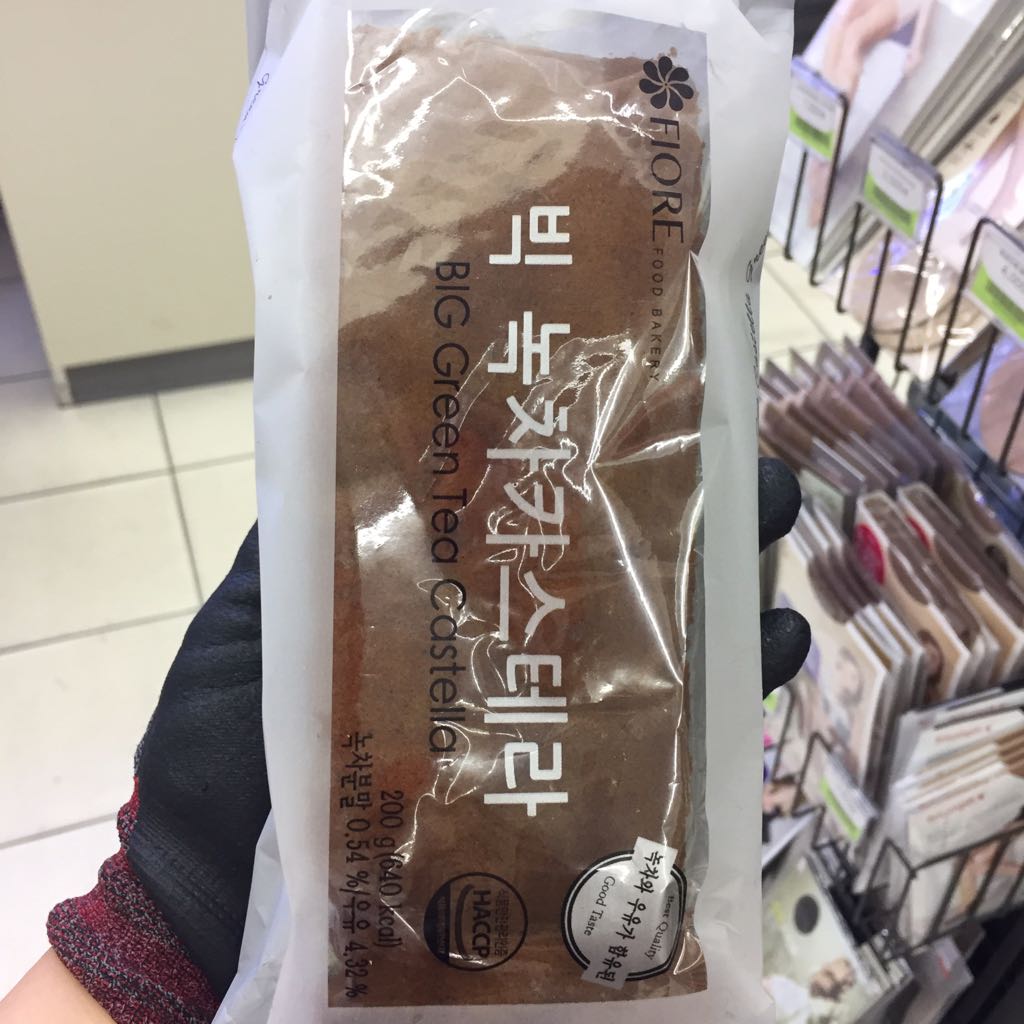 FIORE
FOOD BAKERY
빅 녹차카스테라
BIG Green Tea Castella
200 g (640 kcal)
녹차분말 0.54 %/우유 4.32 %
HACCP
Best Quality
녹차와 우유가 함유된
Good Taste